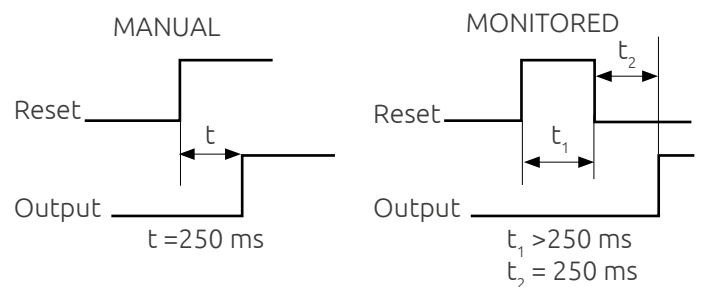 MANUAL
Reset
t
Output
t =250 ms
MONITORED
t₂
Reset
t₁
Output
t₁ >250 ms
t₂ = 250 ms